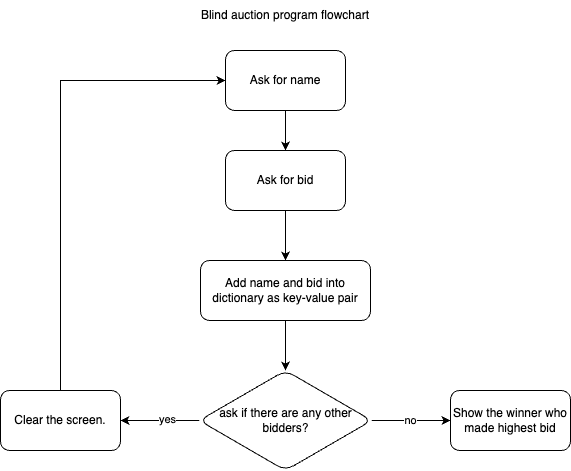 Blind auction program flowchart
Ask for name
Ask for bid
Add name and bid into
dictionary as key-value pair
ask if there are any other
bidders?
yes
no
Clear the screen.
Show the winner who
made highest bid